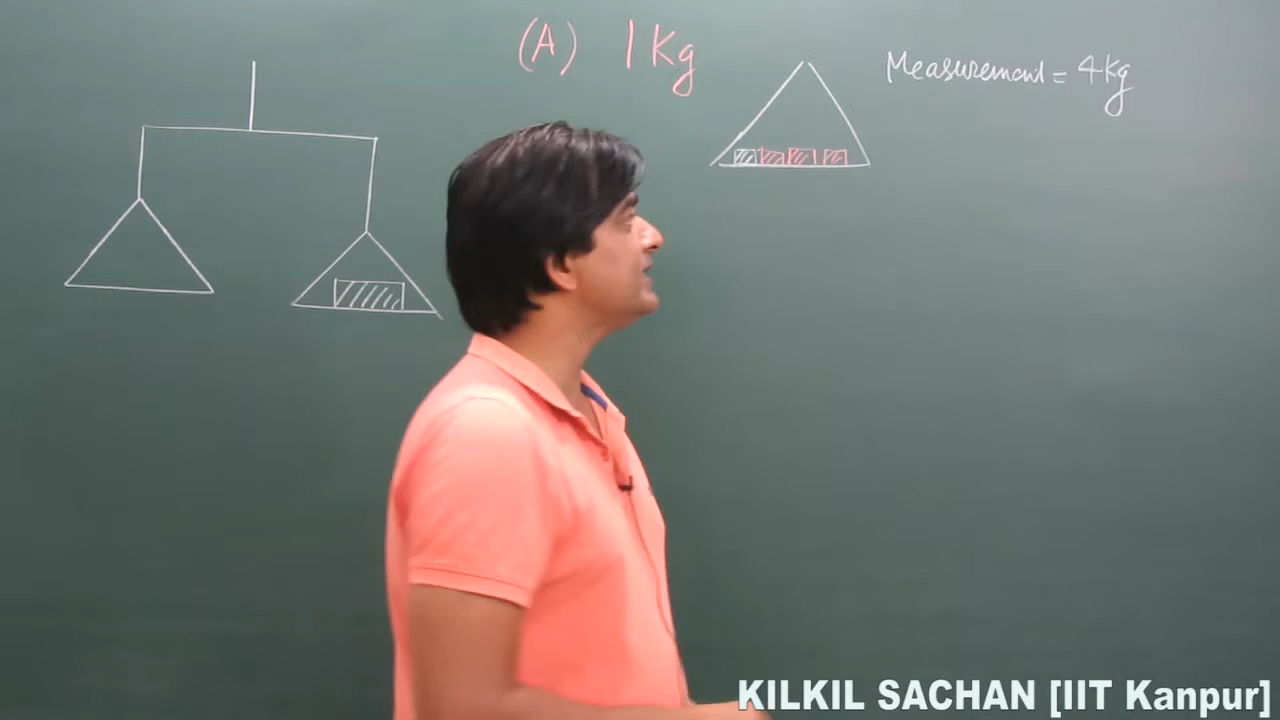 (A) 1 Kg
Measurement = 4 Kg
KILKIL SACHAN [IIT Kanpur]